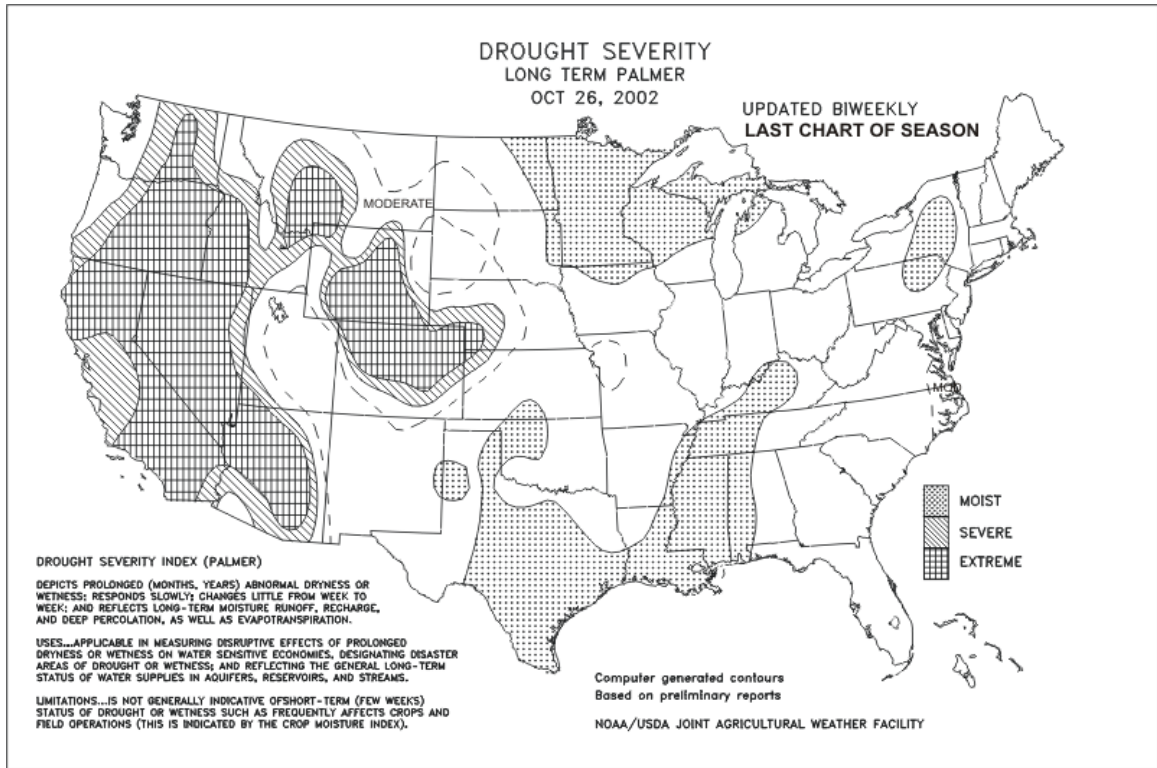 DROUGHT SEVERITY
LONG TERM PALMER
OCT 26, 2002
UPDATED BIWEEKLY
LAST CHART OF SEASON
MODERATE
MOD
MOIST
SEVERE
EXTREME
DROUGHT SEVERITY INDEX (PALMER)
DEPICTS PROLONGED (MONTHS, YEARS) ABNORMAL DRYNESS OR
WETNESS; RESPONDS SLOWLY; CHANGES LITTLE FROM WEEK TO
WEEK; AND REFLECTS LONG-TERM MOISTURE RUNOFF, RECHARGE,
AND DEEP PERCOLATION, AS WELL AS EVAPOTRANSPIRATION.
USES...APPLICABLE IN MEASURING DISRUPTIVE EFFECTS OF PROLONGED
DRYNESS OR WETNESS ON WATER SENSITIVE ECONOMIES, DESIGNATING DISASTER
AREAS OF DROUGHT OR WETNESS; AND REFLECTING THE GENERAL LONG-TERM
STATUS OF WATER SUPPLIES IN AQUIFERS, RESERVOIRS, AND STREAMS.
LIMITATIONS...IS NOT GENERALLY INDICATIVE OFSHORT-TERM (FEW WEEKS)
STATUS OF DROUGHT OR WETNESS SUCH AS FREQUENTLY AFFECTS CROPS AND
FIELD OPERATIONS (THIS IS INDICATED BY THE CROP MOISTURE INDEX).
Computer generated contours
Based on preliminary reports
NOAA/USDA JOINT AGRICULTURAL WEATHER FACILITY